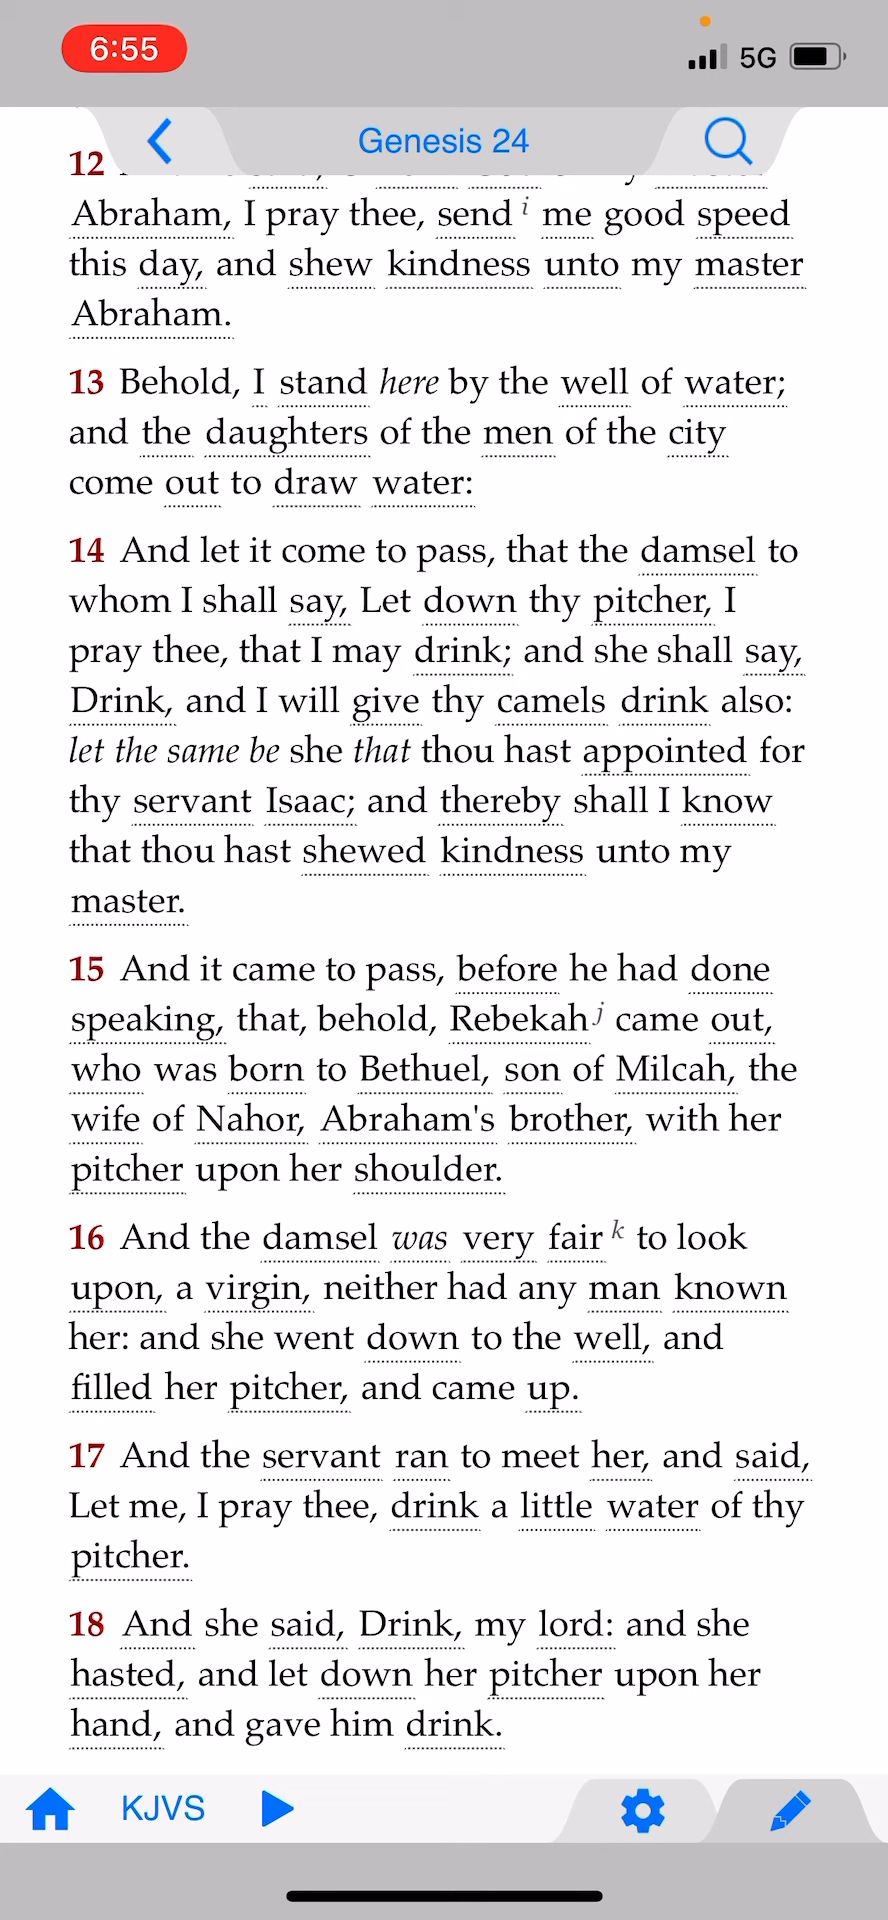 6:55
5G
Genesis 24
12
Abraham, I pray thee, send i me good speed
this day, and shew kindness unto my master
Abraham.
13 Behold, I stand here by the well of water;
and the daughters of the men of the city
come out to draw water:
14 And let it come to pass, that the damsel to
whom I shall say, Let down thy pitcher, I
pray thee, that I may drink; and she shall say,
Drink, and I will give thy camels drink also:
let the same be she that thou hast appointed for
thy servant Isaac; and thereby shall I know
that thou hast shewed kindness unto my
master.
15 And it came to pass, before he had done
speaking, that, behold, Rebekah j came out,
who was born to Bethuel, son of Milcah, the
wife of Nahor, Abraham's brother, with her
pitcher upon her shoulder.
16 And the damsel was very fair k to look
upon, a virgin, neither had any man known
her: and she went down to the well, and
filled her pitcher, and came up.
17 And the servant ran to meet her, and said,
Let me, I pray thee, drink a little water of thy
pitcher.
18 And she said, Drink, my lord: and she
hasted, and let down her pitcher upon her
hand, and gave him drink.
KJVS